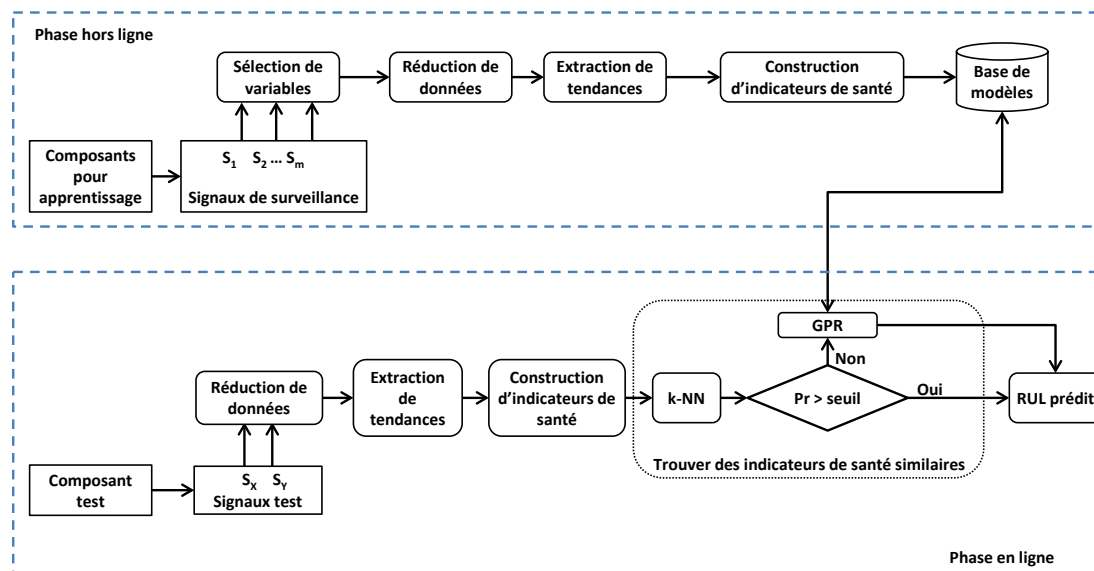 Phase hors ligne
Sélection de
variables
Réduction de
données
Extraction de
tendances
Construction
d'indicateurs de santé
Base de
modèles
Composants
pour
apprentissage
S1 S2 ... Sm
Signaux de surveillance
GPR
Non
Réduction de
données
Extraction
de
tendances
Construction
d'indicateurs de
santé
k-NN
Pr > seuil
Oui
RUL prédit
Trouver des indicateurs de santé similaires
Composant
test
SX SY
Signaux test
Phase en ligne